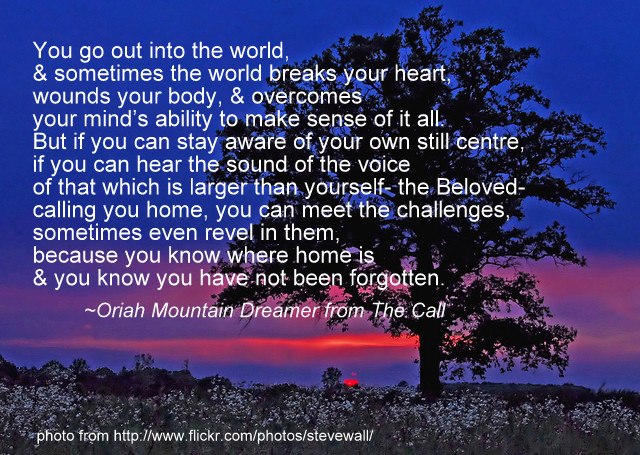 You go out into the world,
& sometimes the world breaks your heart,
wounds your body, & overcomes
your mind's ability to make sense of it all.
But if you can stay aware of your own still centre,
if you can hear the sound of the voice
of that which is larger than yourself- the Beloved-
calling you home, you can meet the challenges,
sometimes even revel in them,
because you know where home is
& you know you have not been forgotten.
~Oriah Mountain Dreamer from The Call
photo from http://www.flickr.com/photos/stevewall/